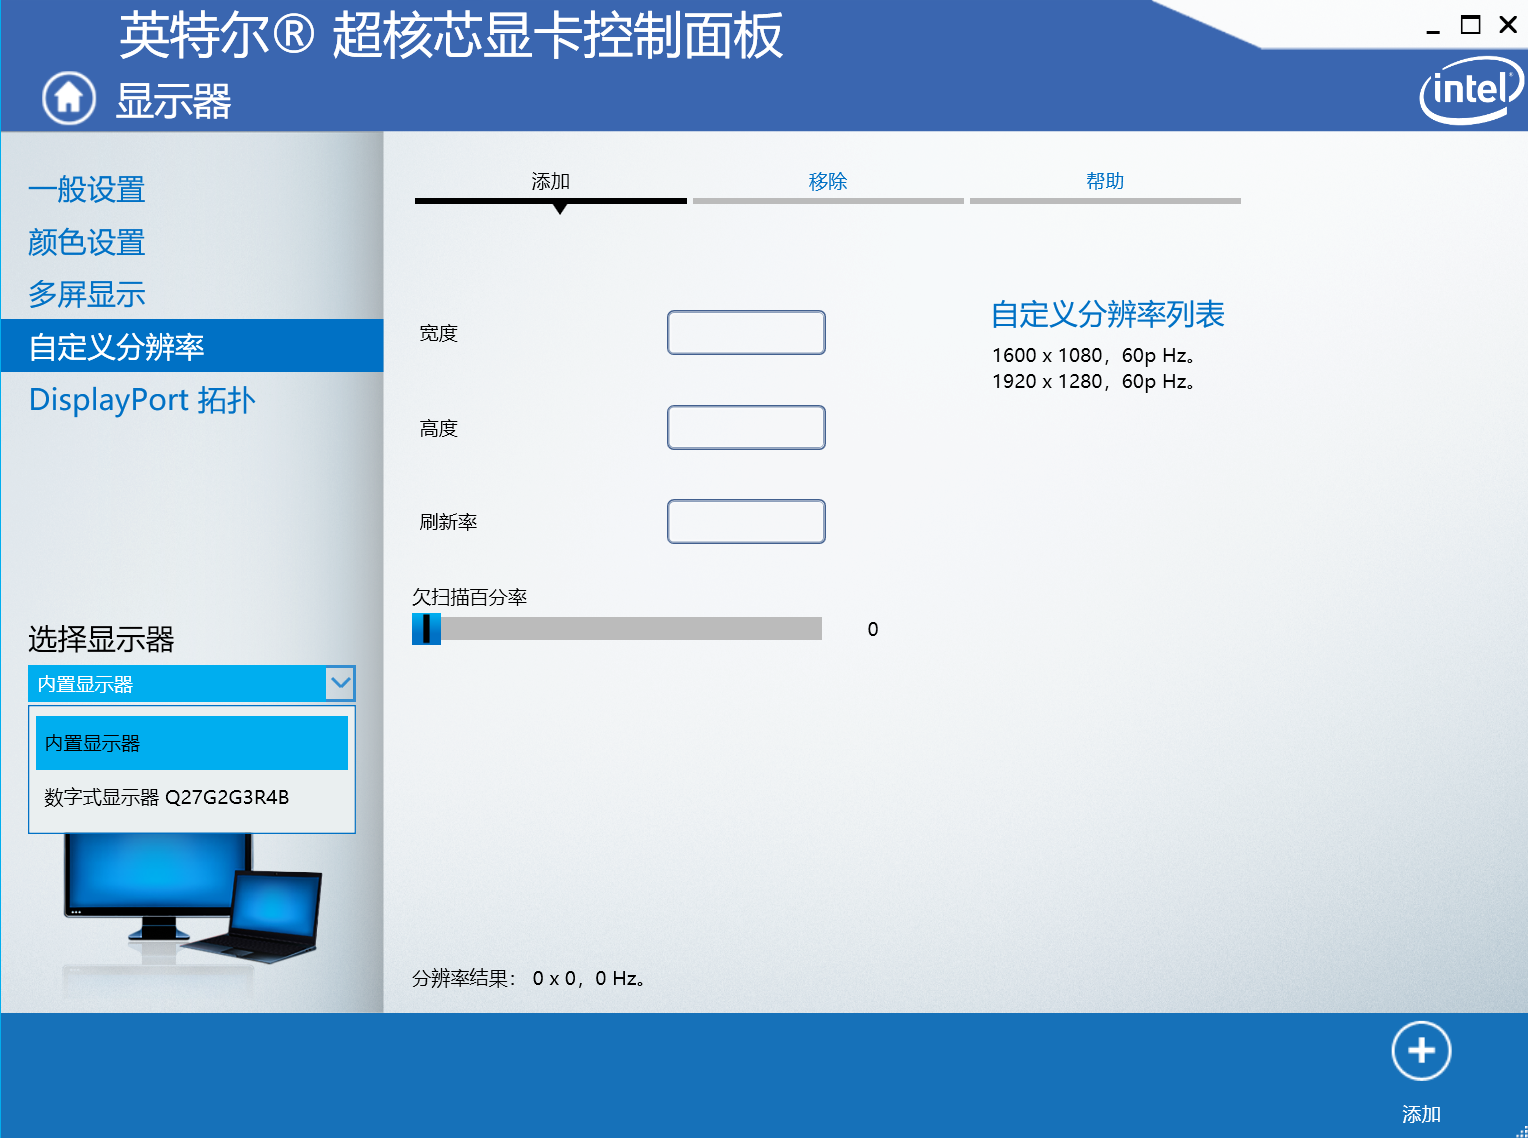 英特尔® 超核芯显卡控制面板
显示器
intel
一般设置
颜色设置
多屏显示
自定义分辨率
DisplayPort 拓扑
选择显示器
内置显示器
内置显示器
数字式显示器 Q27G2G3R4B
添加
移除
帮助
宽度
高度
刷新率
欠扫描百分率
0
自定义分辨率列表
1600 x 1080，60p Hz。
1920 x 1280，60p Hz。
分辨率结果： 0 x 0，0 Hz。
添加